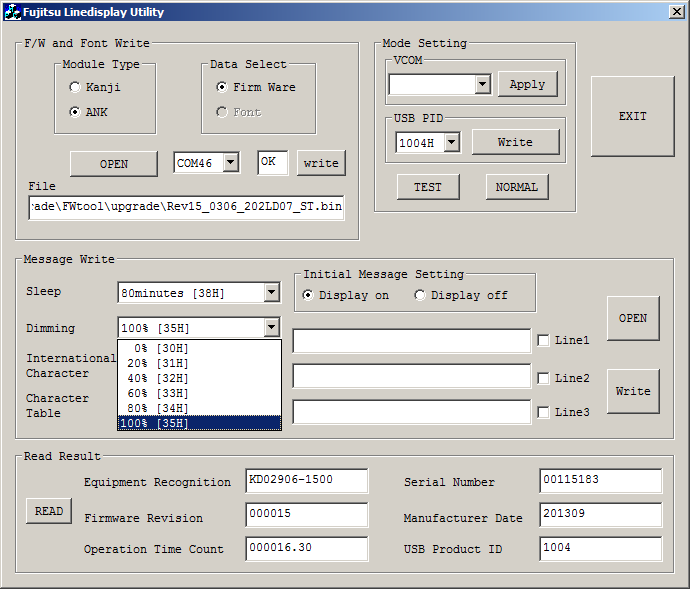 Fujitsu Linedisplay Utility
F/W and Font Write
Module Type
Kanji
ANK
Data Select
Firm Ware
Font
OPEN
COM46
OK
write
File
rade\FWtool\upgrade\Rev15_0306_202LD07_ST.bin
Mode Setting
VCOM
Apply
USB PID
1004H
Write
TEST
NORMAL
EXIT
Message Write
Sleep
80minutes [38H]
Dimming
100% [35H]
0% [30H]
20% [31H]
40% [32H]
60% [33H]
80% [34H]
100% [35H]
International
Character
Character
Table
Initial Message Setting
Display on
Display off
Line1
Line2
Line3
OPEN
Write
Read Result
READ
Equipment Recognition
KD02906-1500
Serial Number
00115183
Firmware Revision
000015
Manufacturer Date
201309
Operation Time Count
000016.30
USB Product ID
1004